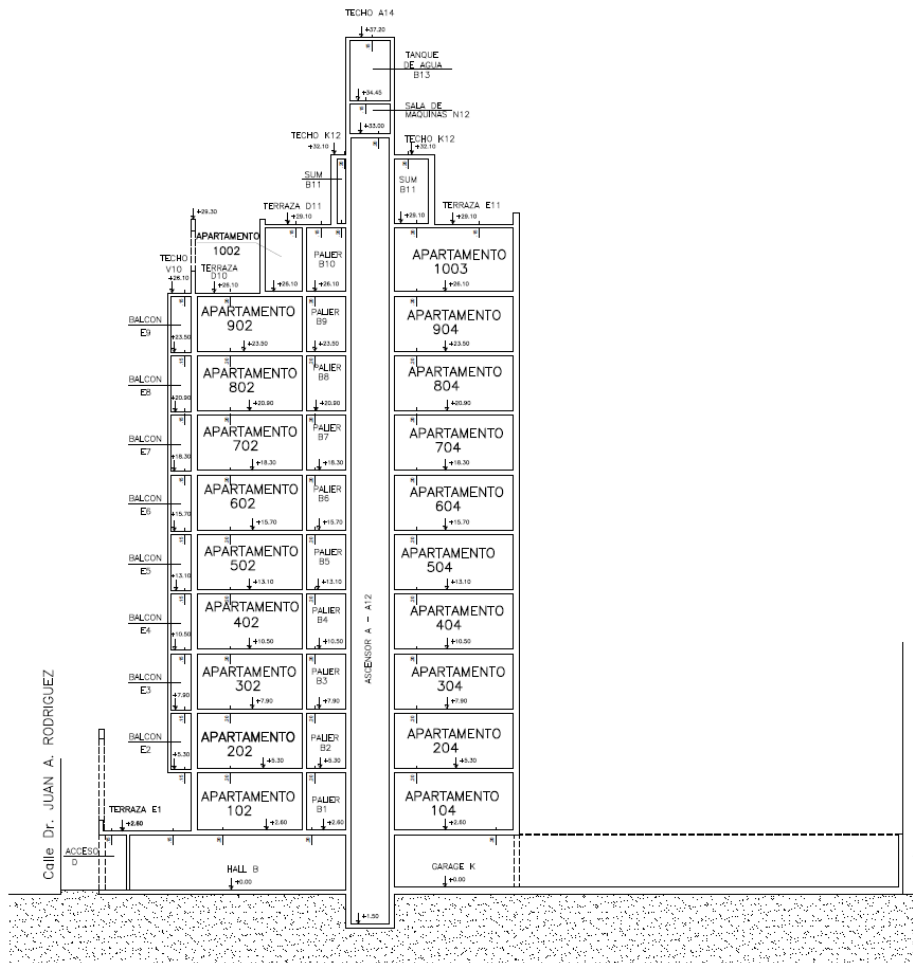 TECHO A14
+37.20
TANQUE
DE AGUA
B13
+34.45
SALA DE
MAQUINAS N12
+33.00
TECHO K12
+32.10
TECHO K12
+32.10
SUM
B11
SUM
B11
TERRAZA D11
+29.10
+29.10
TERRAZA E11
+29.10
+29.30
APARTAMENTO
1002
+26.10
PALIER
B10
+26.10
APARTAMENTO
1003
+26.10
TECHO
V10
+26.10
TERRAZA
D10
+26.10
BALCON
E9
+23.50
APARTAMENTO
902
+23.50
PALIER
B9
+23.50
APARTAMENTO
904
+23.50
BALCON
E8
+20.90
APARTAMENTO
802
+20.90
PALIER
B8
+20.90
APARTAMENTO
804
+20.90
BALCON
E7
+18.30
APARTAMENTO
702
+18.30
PALIER
B7
+18.30
APARTAMENTO
704
+18.30
BALCON
E6
+15.70
APARTAMENTO
602
+15.70
PALIER
B6
+15.70
APARTAMENTO
604
+15.70
BALCON
E5
+13.10
APARTAMENTO
502
+13.10
PALIER
B5
+13.10
APARTAMENTO
504
+13.10
BALCON
E4
+10.50
APARTAMENTO
402
+10.50
PALIER
B4
+10.50
APARTAMENTO
404
+10.50
BALCON
E3
+7.90
APARTAMENTO
302
+7.90
PALIER
B3
+7.90
APARTAMENTO
304
+7.90
BALCON
E2
+5.30
APARTAMENTO
202
+5.30
PALIER
B2
+5.30
APARTAMENTO
204
+5.30
TERRAZA E1
+2.60
APARTAMENTO
102
+2.60
PALIER
B1
+2.60
APARTAMENTO
104
+2.60
ASCENSOR A - A12
Calle Dr. JUAN A. RODRIGUEZ
ACCESO
D
HALL B
+0.00
GARAGE K
+0.00
+1.50